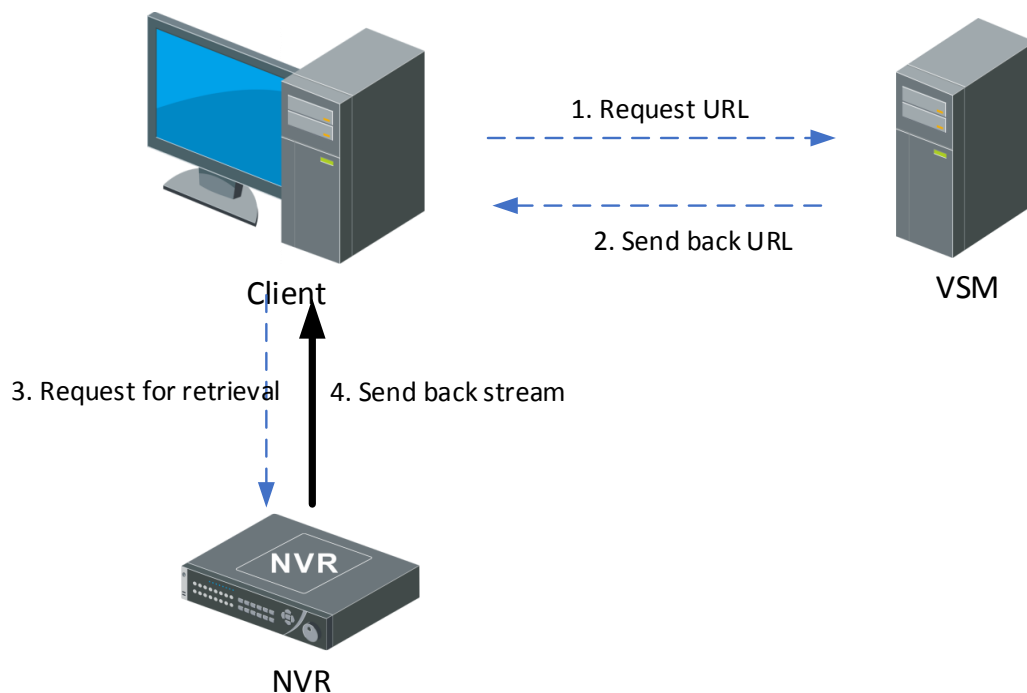 1. Request URL
2. Send back URL
Client
VSM
3. Request for retrieval
4. Send back stream
NVR
NVR